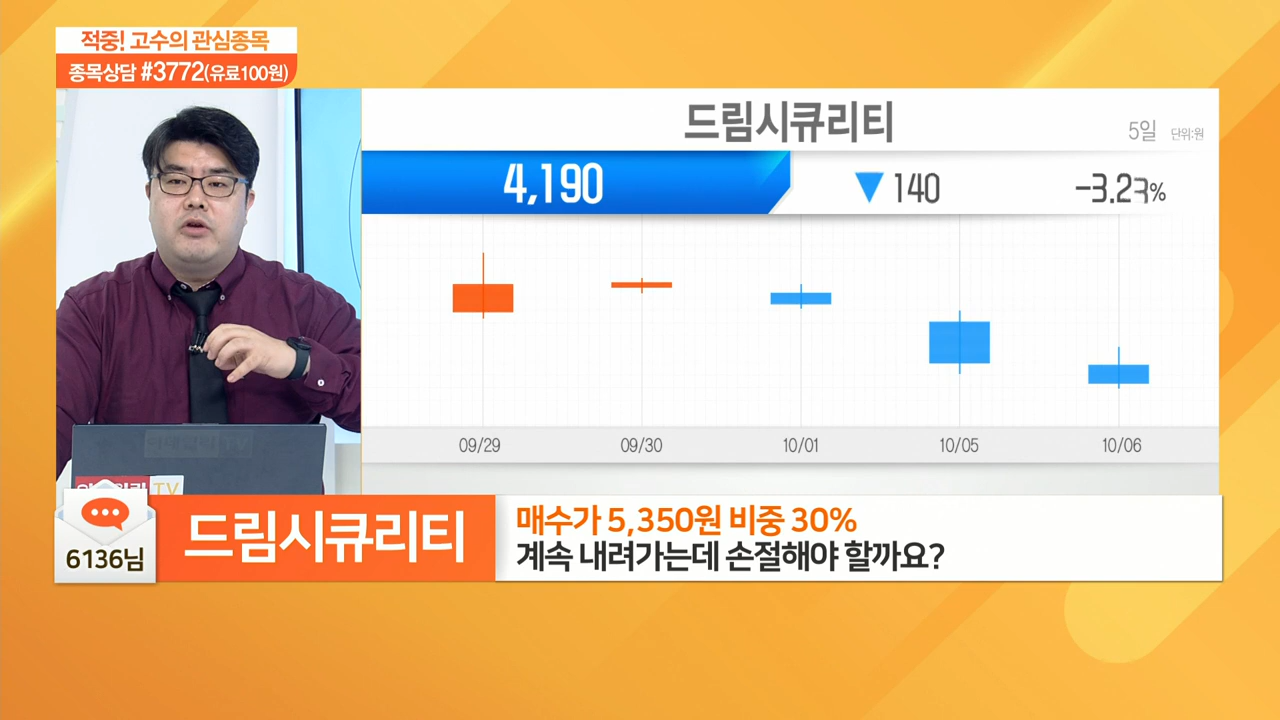 적중! 고수의 관심종목
종목상담 #3772(유료100원)
드림시큐리티
5일 단위:원
4,190 ▼ 140 -3.23%
09/29 09/30 10/01 10/05 10/06
TV
6136님
드림시큐리티
매수가 5,350원 비중 30%
계속 내려가는데 손절해야 할까요?